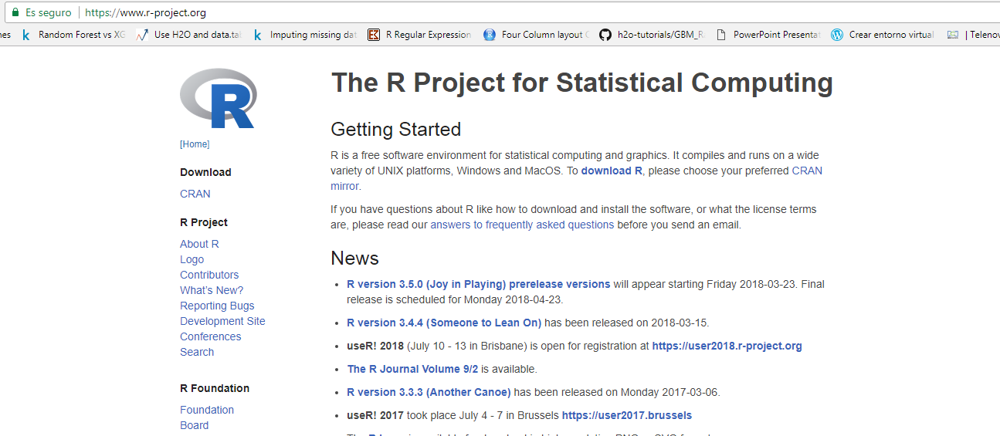 Es seguro | https://www.r-project.org
nes Random Forest vs XG Use H2O and data.ta Imputing missing dat R Regular Expression Four Column layout h2o-tutorials/GBM_R PowerPoint Presenta Crear entorno virtual | Telenov
R
[Home]
Download
CRAN
R Project
About R
Logo
Contributors
What's New?
Reporting Bugs
Development Site
Conferences
Search
R Foundation
Foundation
Board
The R Project for Statistical Computing
Getting Started
R is a free software environment for statistical computing and graphics. It compiles and runs on a wide
variety of UNIX platforms, Windows and MacOS. To download R, please choose your preferred CRAN
mirror.
If you have questions about R like how to download and install the software, or what the license terms
are, please read our answers to frequently asked questions before you send an email.
News
• R version 3.5.0 (Joy in Playing) prerelease versions will appear starting Friday 2018-03-23. Final
release is scheduled for Monday 2018-04-23.
• R version 3.4.4 (Someone to Lean On) has been released on 2018-03-15.
• useR! 2018 (July 10 - 13 in Brisbane) is open for registration at https://user2018.r-project.org
• The R Journal Volume 9/2 is available.
• R version 3.3.3 (Another Canoe) has been released on Monday 2017-03-06.
• useR! 2017 took place July 4 - 7 in Brussels https://user2017.brussels